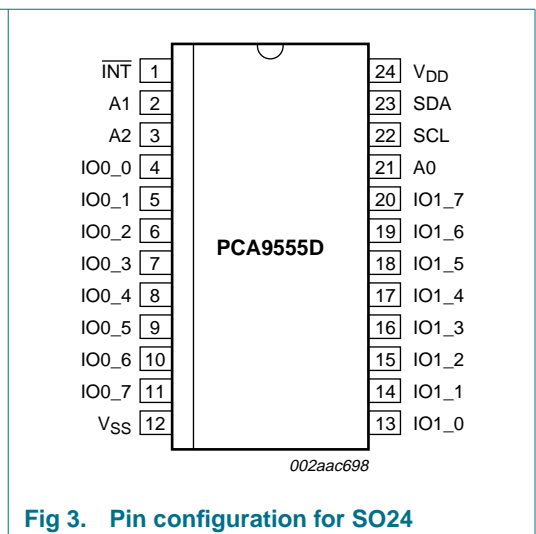 INT 1 24 VDD
A1 2 23 SDA
A2 3 22 SCL
IO0_0 4 21 A0
IO0_1 5 20 IO1_7
IO0_2 6 19 IO1_6
PCA9555D
IO0_3 7 18 IO1_5
IO0_4 8 17 IO1_4
IO0_5 9 16 IO1_3
IO0_6 10 15 IO1_2
IO0_7 11 14 IO1_1
VSS 12 13 IO1_0
002aac698
Fig 3. Pin configuration for SO24